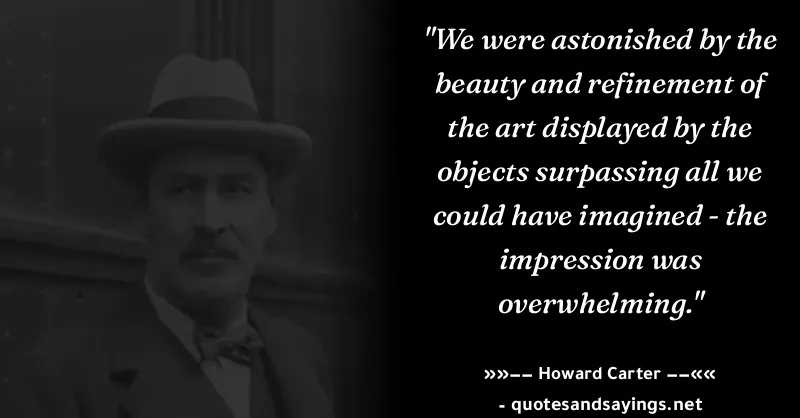 "We were astonished by the
beauty and refinement of
the art displayed by the
objects surpassing all we
could have imagined - the
impression was
overwhelming."
»»–– Howard Carter ––««
- quotesandsayings.net